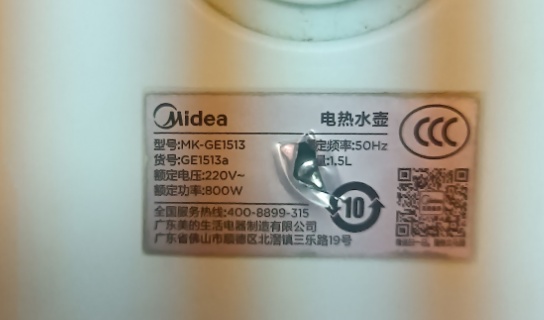 Midea 电热水壶
CCC
型号:MK-GE1513 定频率:50Hz
货号:GE1513a 量:1.5L
额定电压:220V~
额定功率:800W
10
全国服务热线:400-8899-315
广东美的生活电器制造有限公司
广东省佛山市顺德区北滘镇三乐路19号